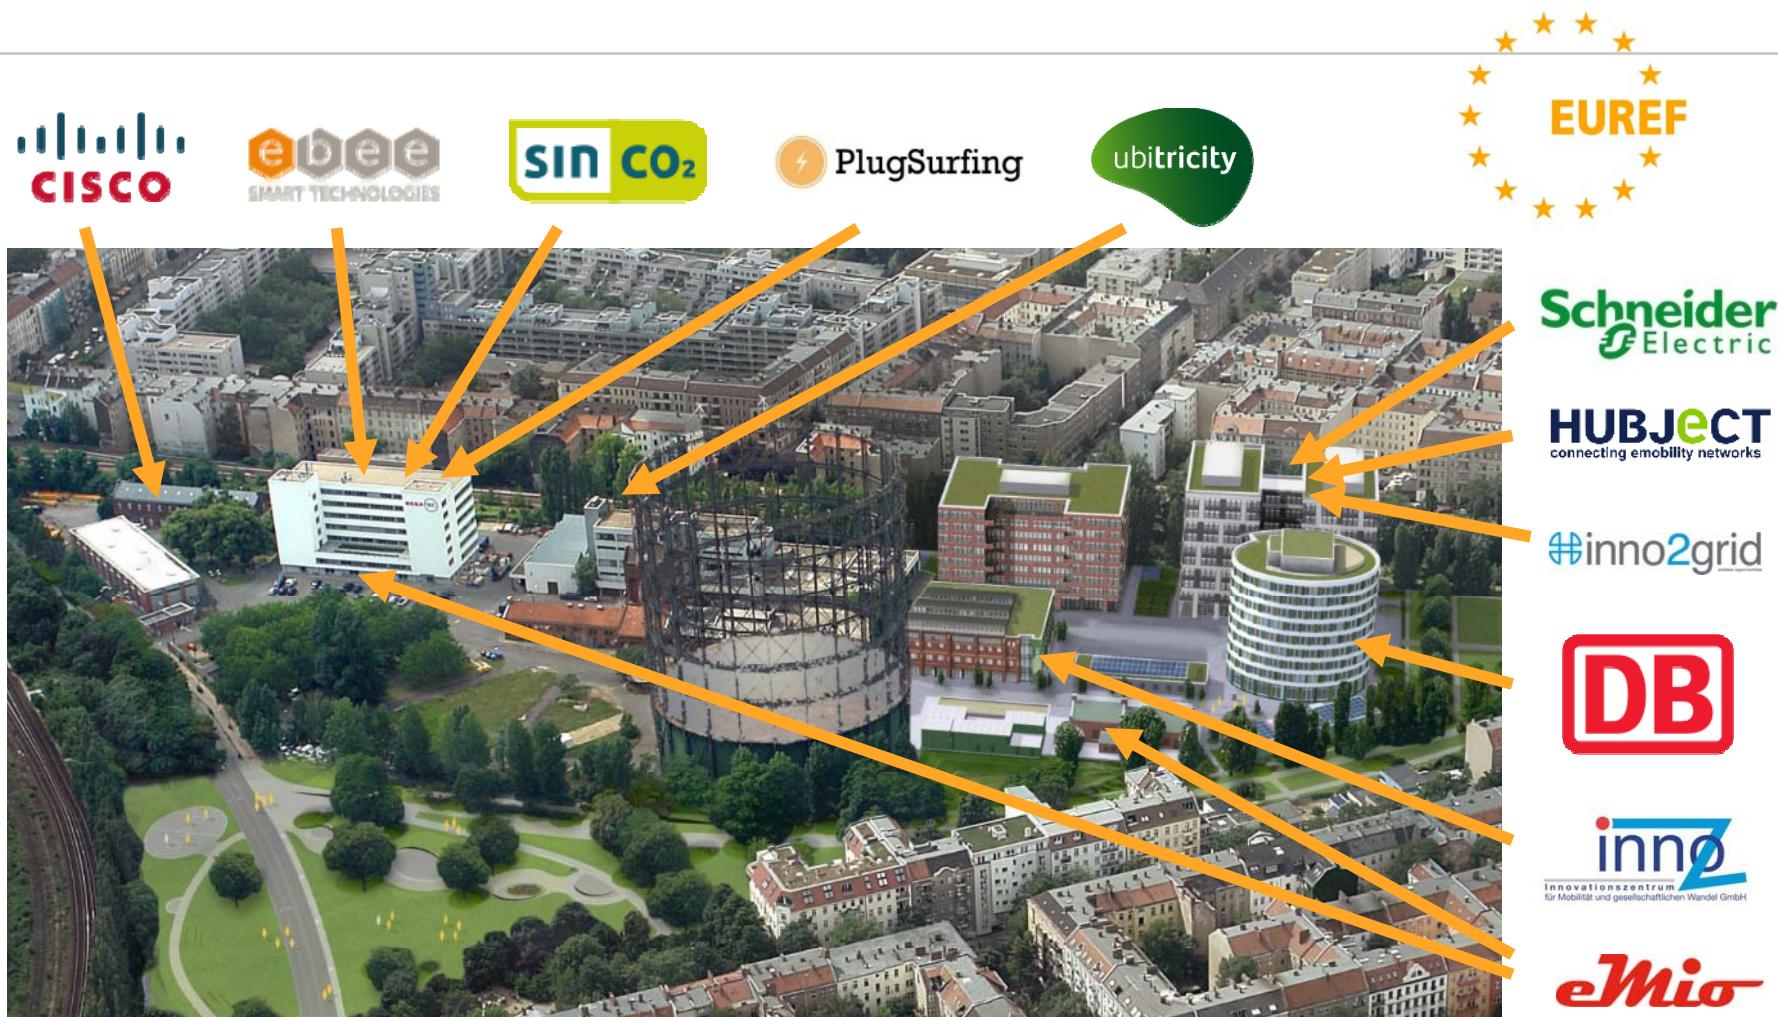 EUREF
CISCO
ebee
SMART TECHNOLOGIES
SIN CO₂
PlugSurfing
ubitricity
Schneider
Electric
HUBJECT
connecting emobility networks
inno2grid
DB
innoZ
Innovationszentrum
für Mobilität und gesellschaftlichen Wandel GmbH
eMio